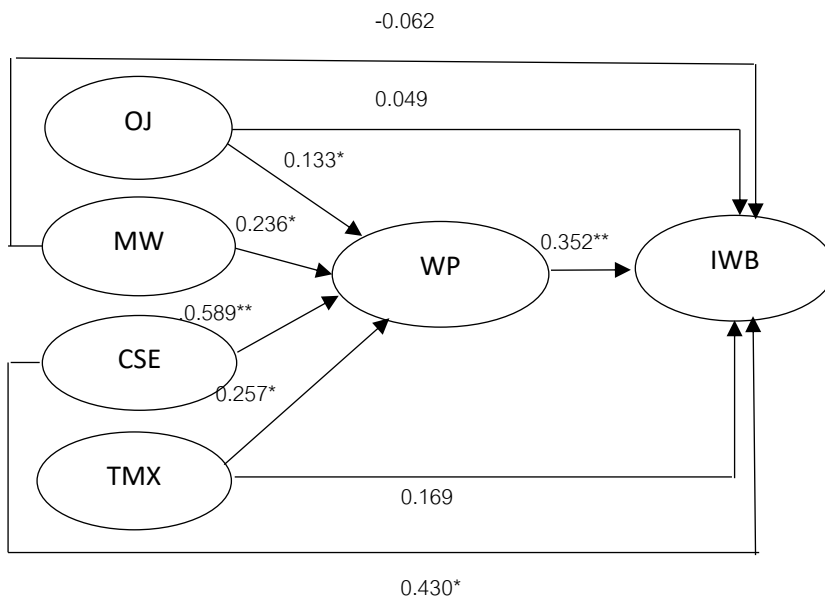 -0.062
OJ
0.049
0.133*
MW
0.236*
WP
0.352**
IWB
.0.589**
CSE
0.257*
TMX
0.169
0.430*